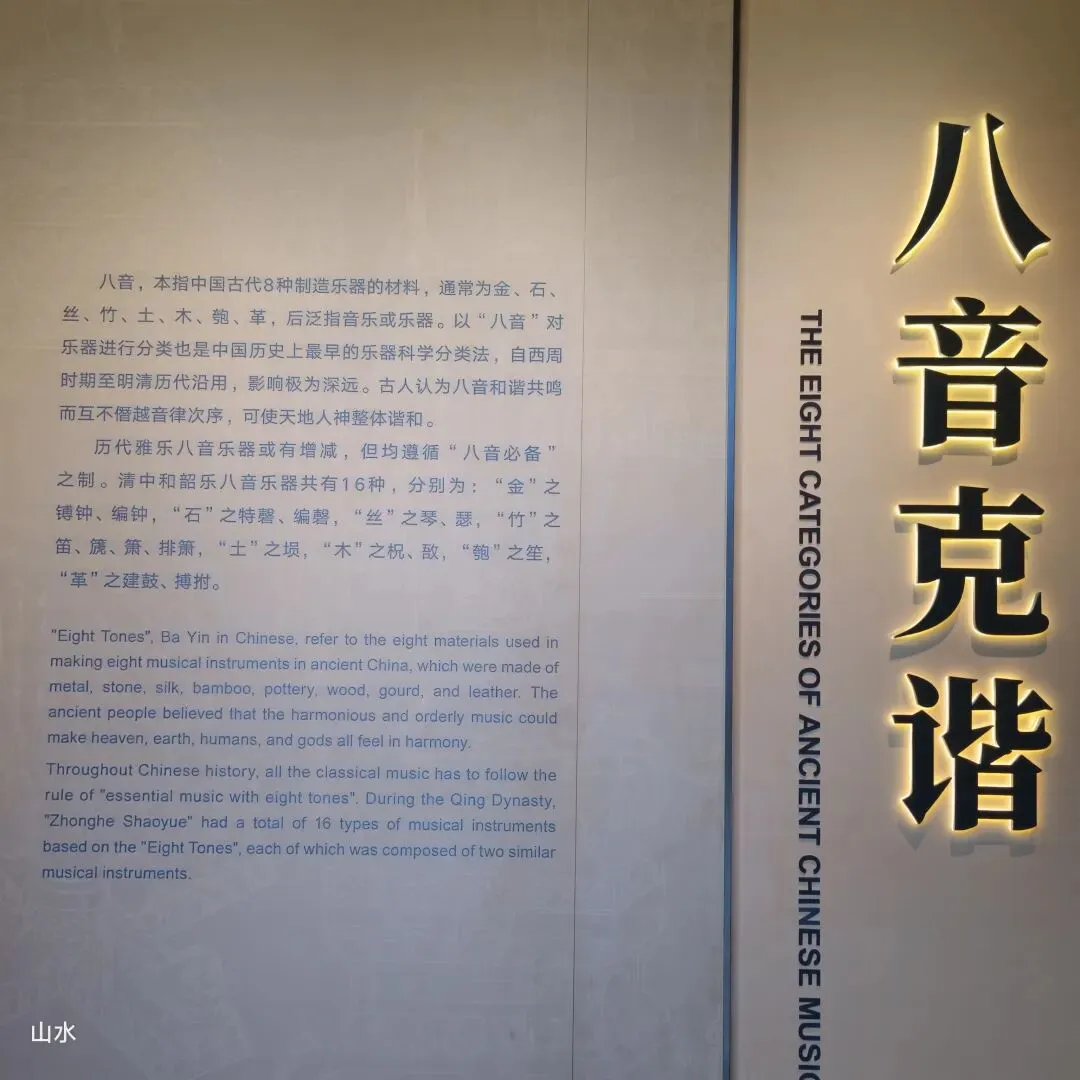 八音克谐
THE EIGHT CATEGORIES OF ANCIENT CHINESE MUSIC
八音，本指中国古代8种制造乐器的材料，通常为金、石、
丝、竹、土、木、匏、革，后泛指音乐或乐器。以“八音”对
乐器进行分类也是中国历史上最早的乐器科学分类法，自西周
时期至明清历代沿用，影响极为深远。古人认为八音和谐共鸣
而互不僭越音律次序，可使天地人神整体谐和。
历代雅乐八音乐器或有增减，但均遵循“八音必备”
之制。清中和韶乐八音乐器共有16种，分别为：“金”之
镈钟、编钟，“石”之特磬、编磬，“丝”之琴、瑟，“竹”之
笛、篪、箫、排箫，“土”之埙，“木”之柷、敔，“匏”之笙，
“革”之建鼓、搏拊。
"Eight Tones", Ba Yin in Chinese, refer to the eight materials used in
making eight musical instruments in ancient China, which were made of
metal, stone, silk, bamboo, pottery, wood, gourd, and leather. The
ancient people believed that the harmonious and orderly music could
make heaven, earth, humans, and gods all feel in harmony.
Throughout Chinese history, all the classical music has to follow the
rule of "essential music with eight tones". During the Qing Dynasty,
"Zhonghe Shaoyue" had a total of 16 types of musical instruments
based on the "Eight Tones", each of which was composed of two similar
musical instruments.
山水